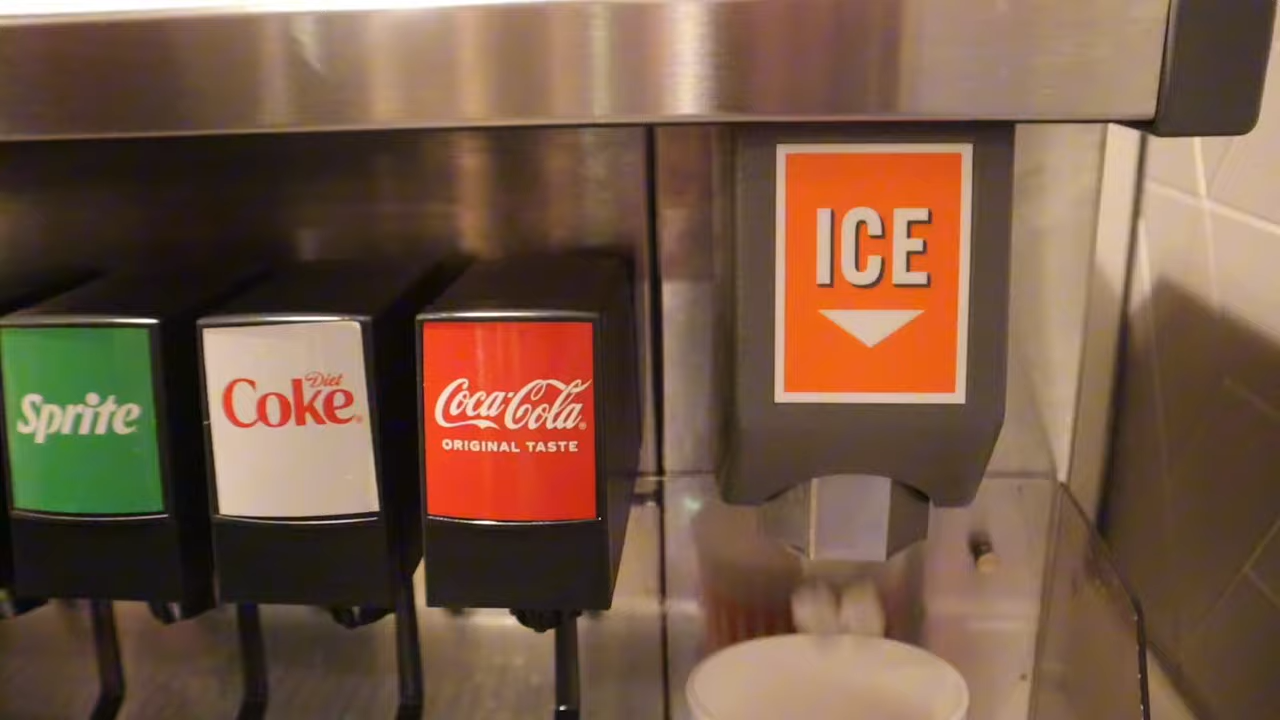 Sprite
Diet
Coke®
Coca-Cola®
ORIGINAL TASTE
ICE